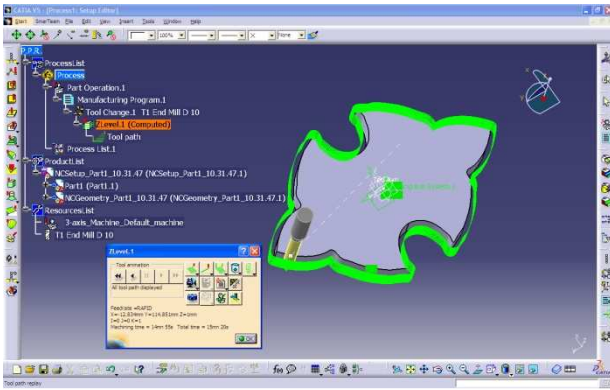 CATIA V5 - [Process1: Setup Editor]
Start SmarTeam File Edit View Insert Tools Window Help
100% None
P.P.R.
ProcessList
Process
Part Operation.1
Manufacturing Program.1
Tool Change.1 T1 End Mill D 10
ZLevel.1 (Computed)
Tool path
Process List.1
ProductList
NCSetup_Part1_10.31.47 (NCSetup_Part1_10.31.47.1)
Part1 (Part1.1)
NCGeometry_Part1_10.31.47 (NCGeometry_Part1_10.31.47.1)
ResourcesList
3-axis_Machine_Default_machine
T1 End Mill D 10
ZLevel.1
Tool animation
All tool path displayed
Feedrate =RAPID
I=0 J=0 K=1
Machining time = 14mn 55s Total time = 15mn 20s
OK
Tool path replay